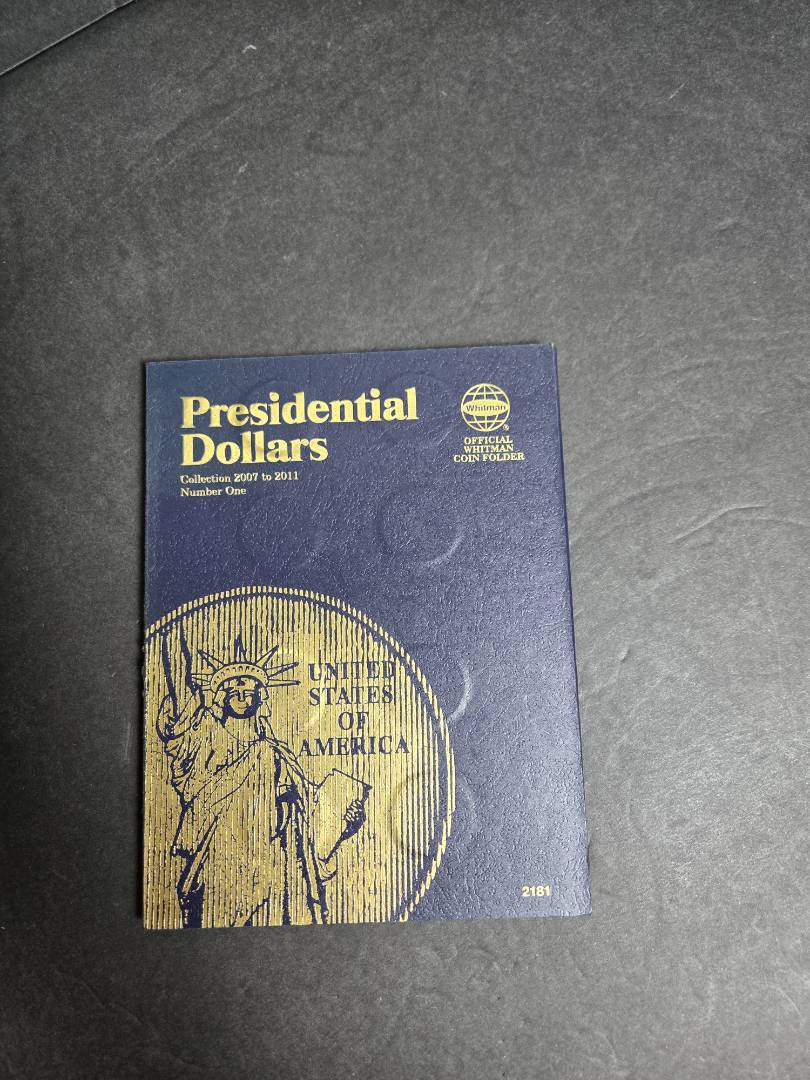 Presidential
Dollars
Collection 2007 to 2011
Number One
Whitman
®
OFFICIAL
WHITMAN
COIN FOLDER
UNITED
STATES
OF
AMERICA
2181